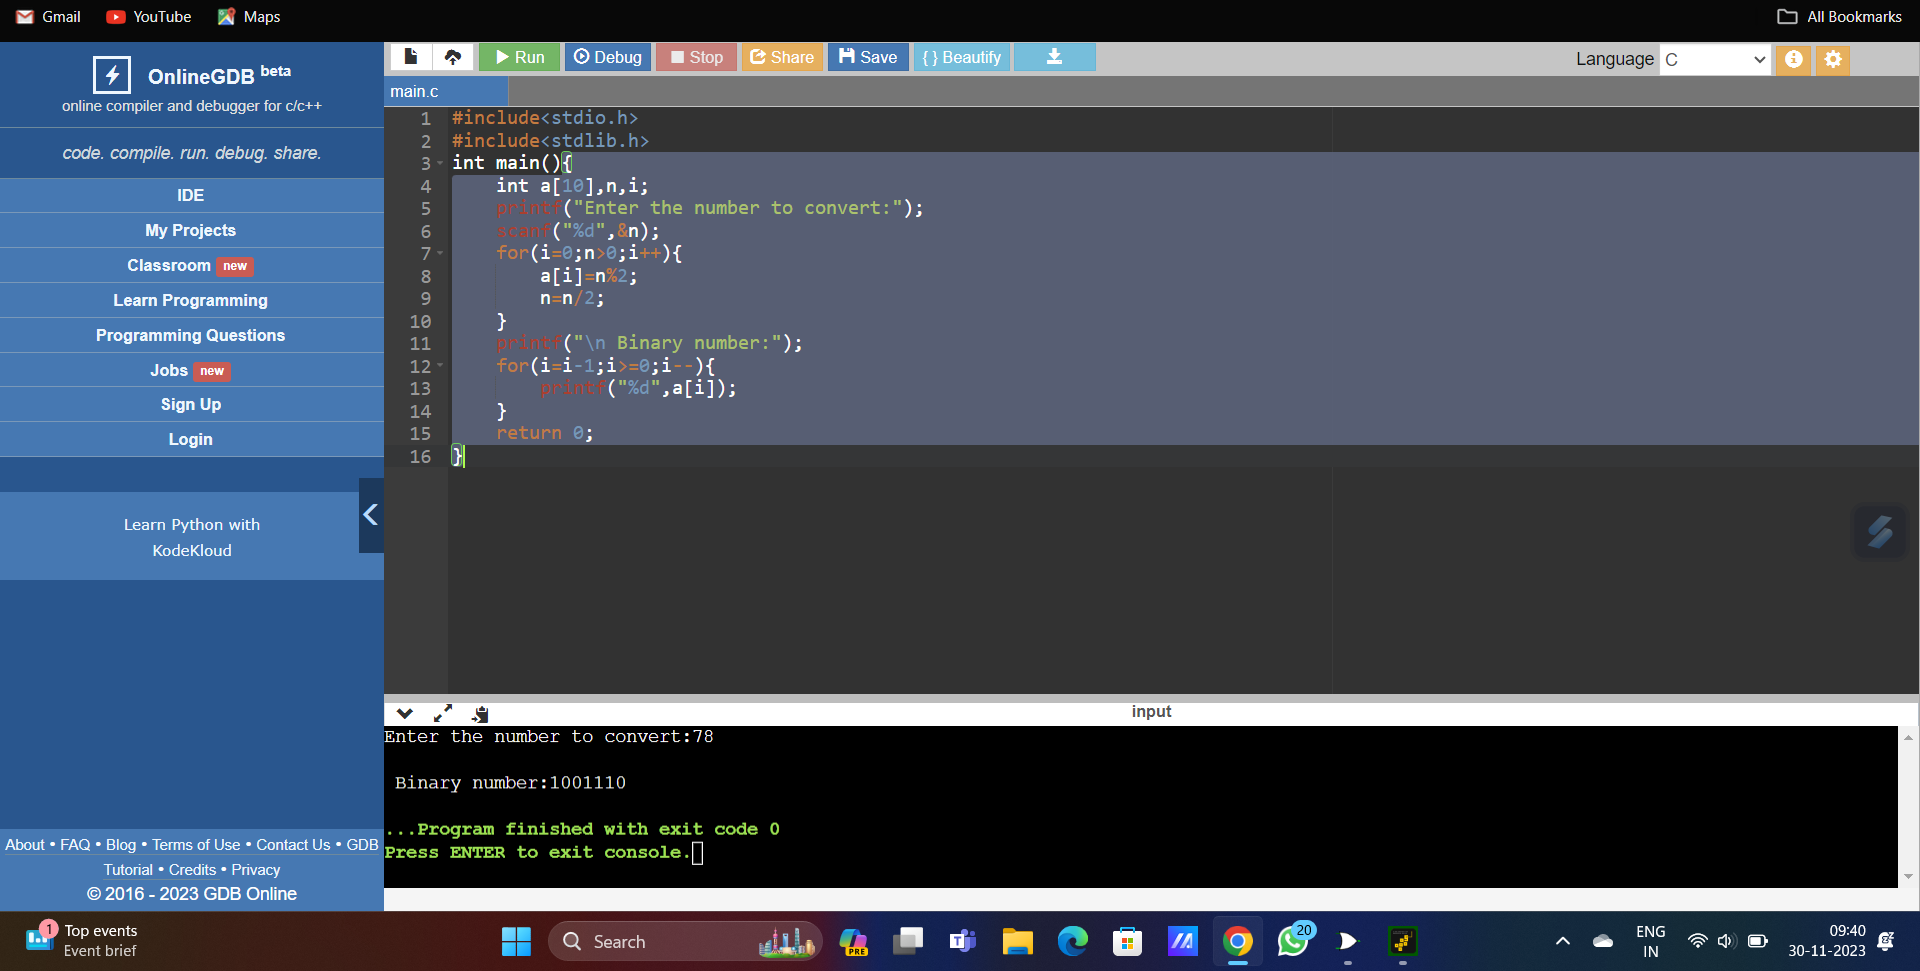 Gmail YouTube Maps All Bookmarks
OnlineGDB beta
online compiler and debugger for c/c++
code. compile. run. debug. share.
IDE
My Projects
Classroom new
Learn Programming
Programming Questions
Jobs new
Sign Up
Login
Learn Python with
KodeKloud
About • FAQ • Blog • Terms of Use • Contact Us • GDB
Tutorial • Credits • Privacy
© 2016 - 2023 GDB Online
Run Debug Stop Share Save { } Beautify Language C
main.c
1 #include<stdio.h>
2 #include<stdlib.h>
3 int main(){
4     int a[10],n,i;
5     printf("Enter the number to convert:");
6     scanf("%d",&n);
7     for(i=0;n>0;i++){
8         a[i]=n%2;
9         n=n/2;
10     }
11     printf("\n Binary number:");
12     for(i=i-1;i>=0;i--){
13         printf("%d",a[i]);
14     }
15     return 0;
16 }
input
Enter the number to convert:78
Binary number:1001110
...Program finished with exit code 0
Press ENTER to exit console.
1 Top events
Event brief
Search
PRE
20
ENG
IN
09:40
30-11-2023